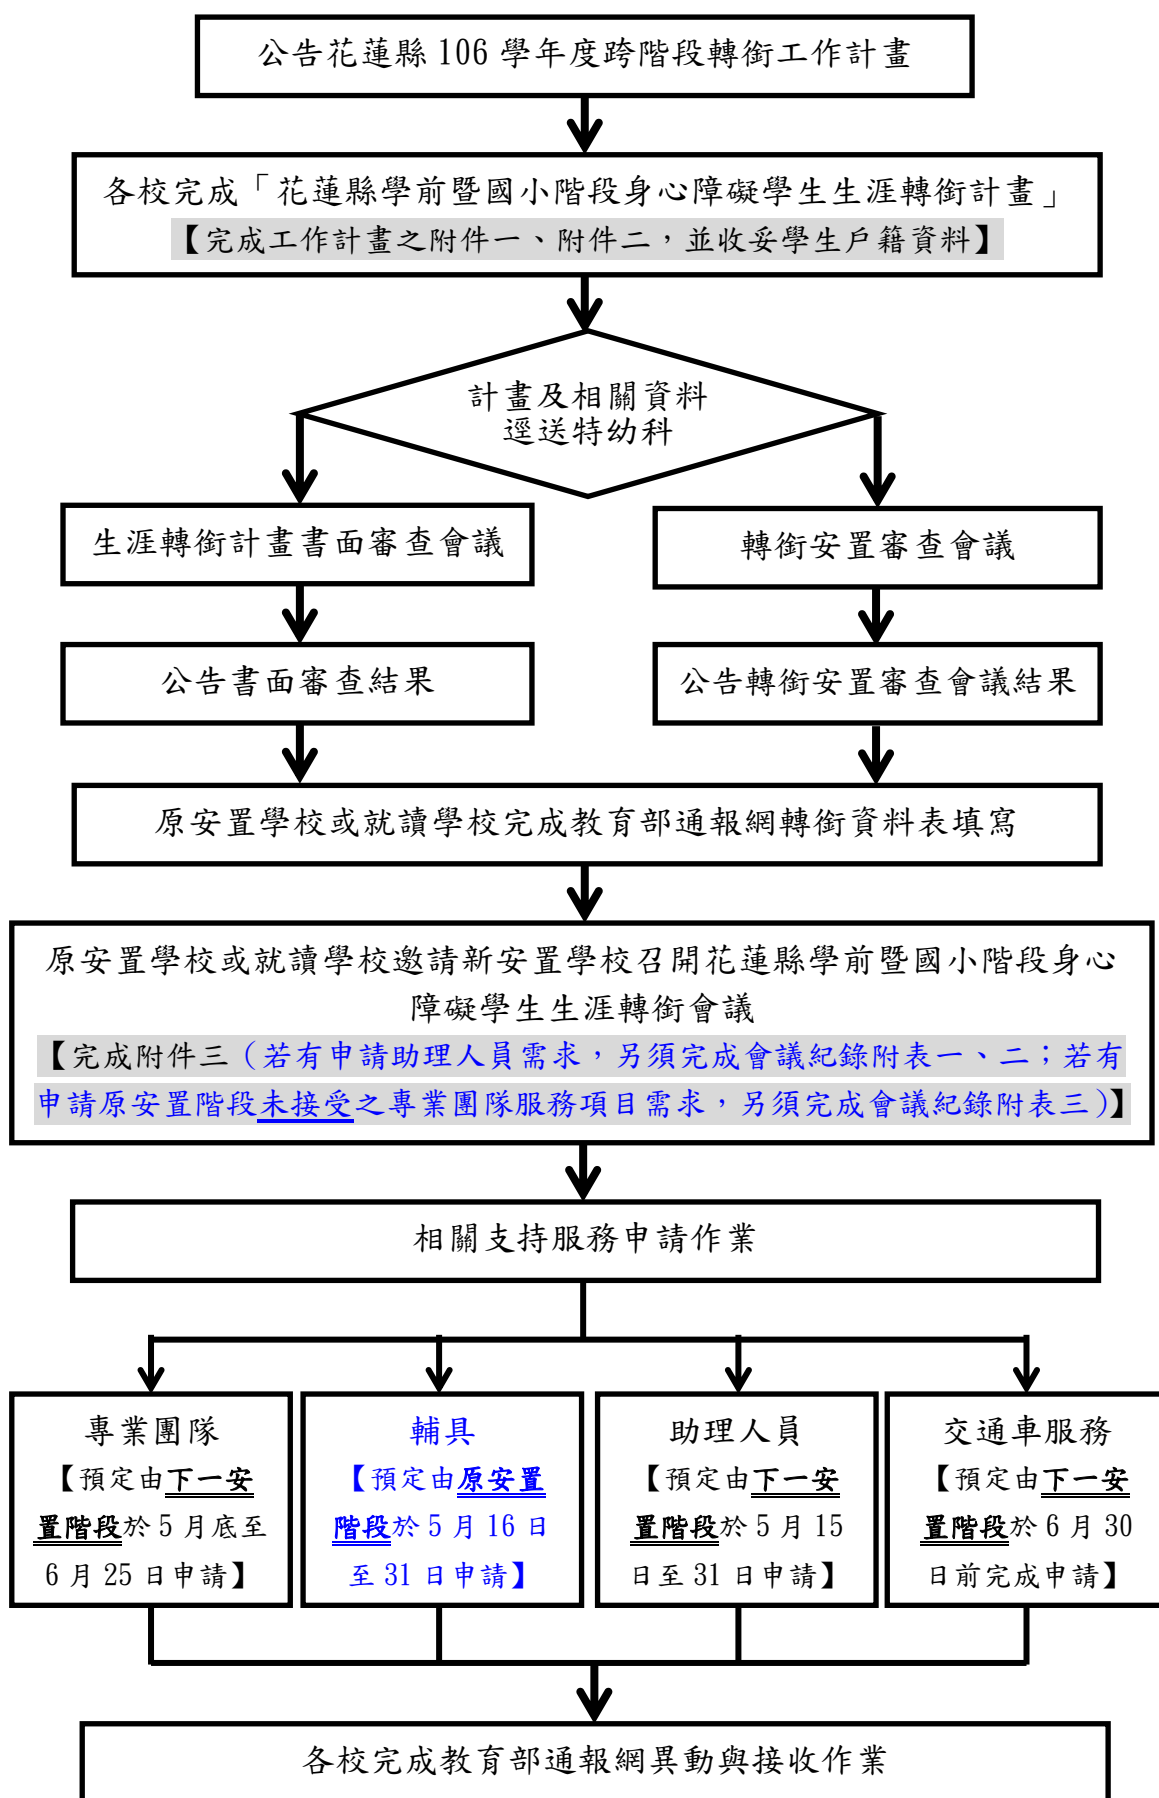 公告花蓮縣 106 學年度跨階段轉銜工作計畫
各校完成「花蓮縣學前暨國小階段身心障礙學生生涯轉銜計畫」
【完成工作計畫之附件一、附件二，並收妥學生戶籍資料】
計畫及相關資料
逕送特幼科
生涯轉銜計畫書面審查會議
轉銜安置審查會議
公告書面審查結果
公告轉銜安置審查會議結果
原安置學校或就讀學校完成教育部通報網轉銜資料表填寫
原安置學校或就讀學校邀請新安置學校召開花蓮縣學前暨國小階段身心
障礙學生生涯轉銜會議
【完成附件三（若有申請助理人員需求，另須完成會議紀錄附表一、二；若有
申請原安置階段未接受之專業團隊服務項目需求，另須完成會議紀錄附表三）】
相關支持服務申請作業
專業團隊
【預定由下一安
置階段於 5 月底至
6 月 25 日申請】
輔具
【預定由原安置
階段於 5 月 16 日
至 31 日申請】
助理人員
【預定由下一安
置階段於 5 月 15
日至 31 日申請】
交通車服務
【預定由下一安
置階段於 6 月 30
日前完成申請】
各校完成教育部通報網異動與接收作業